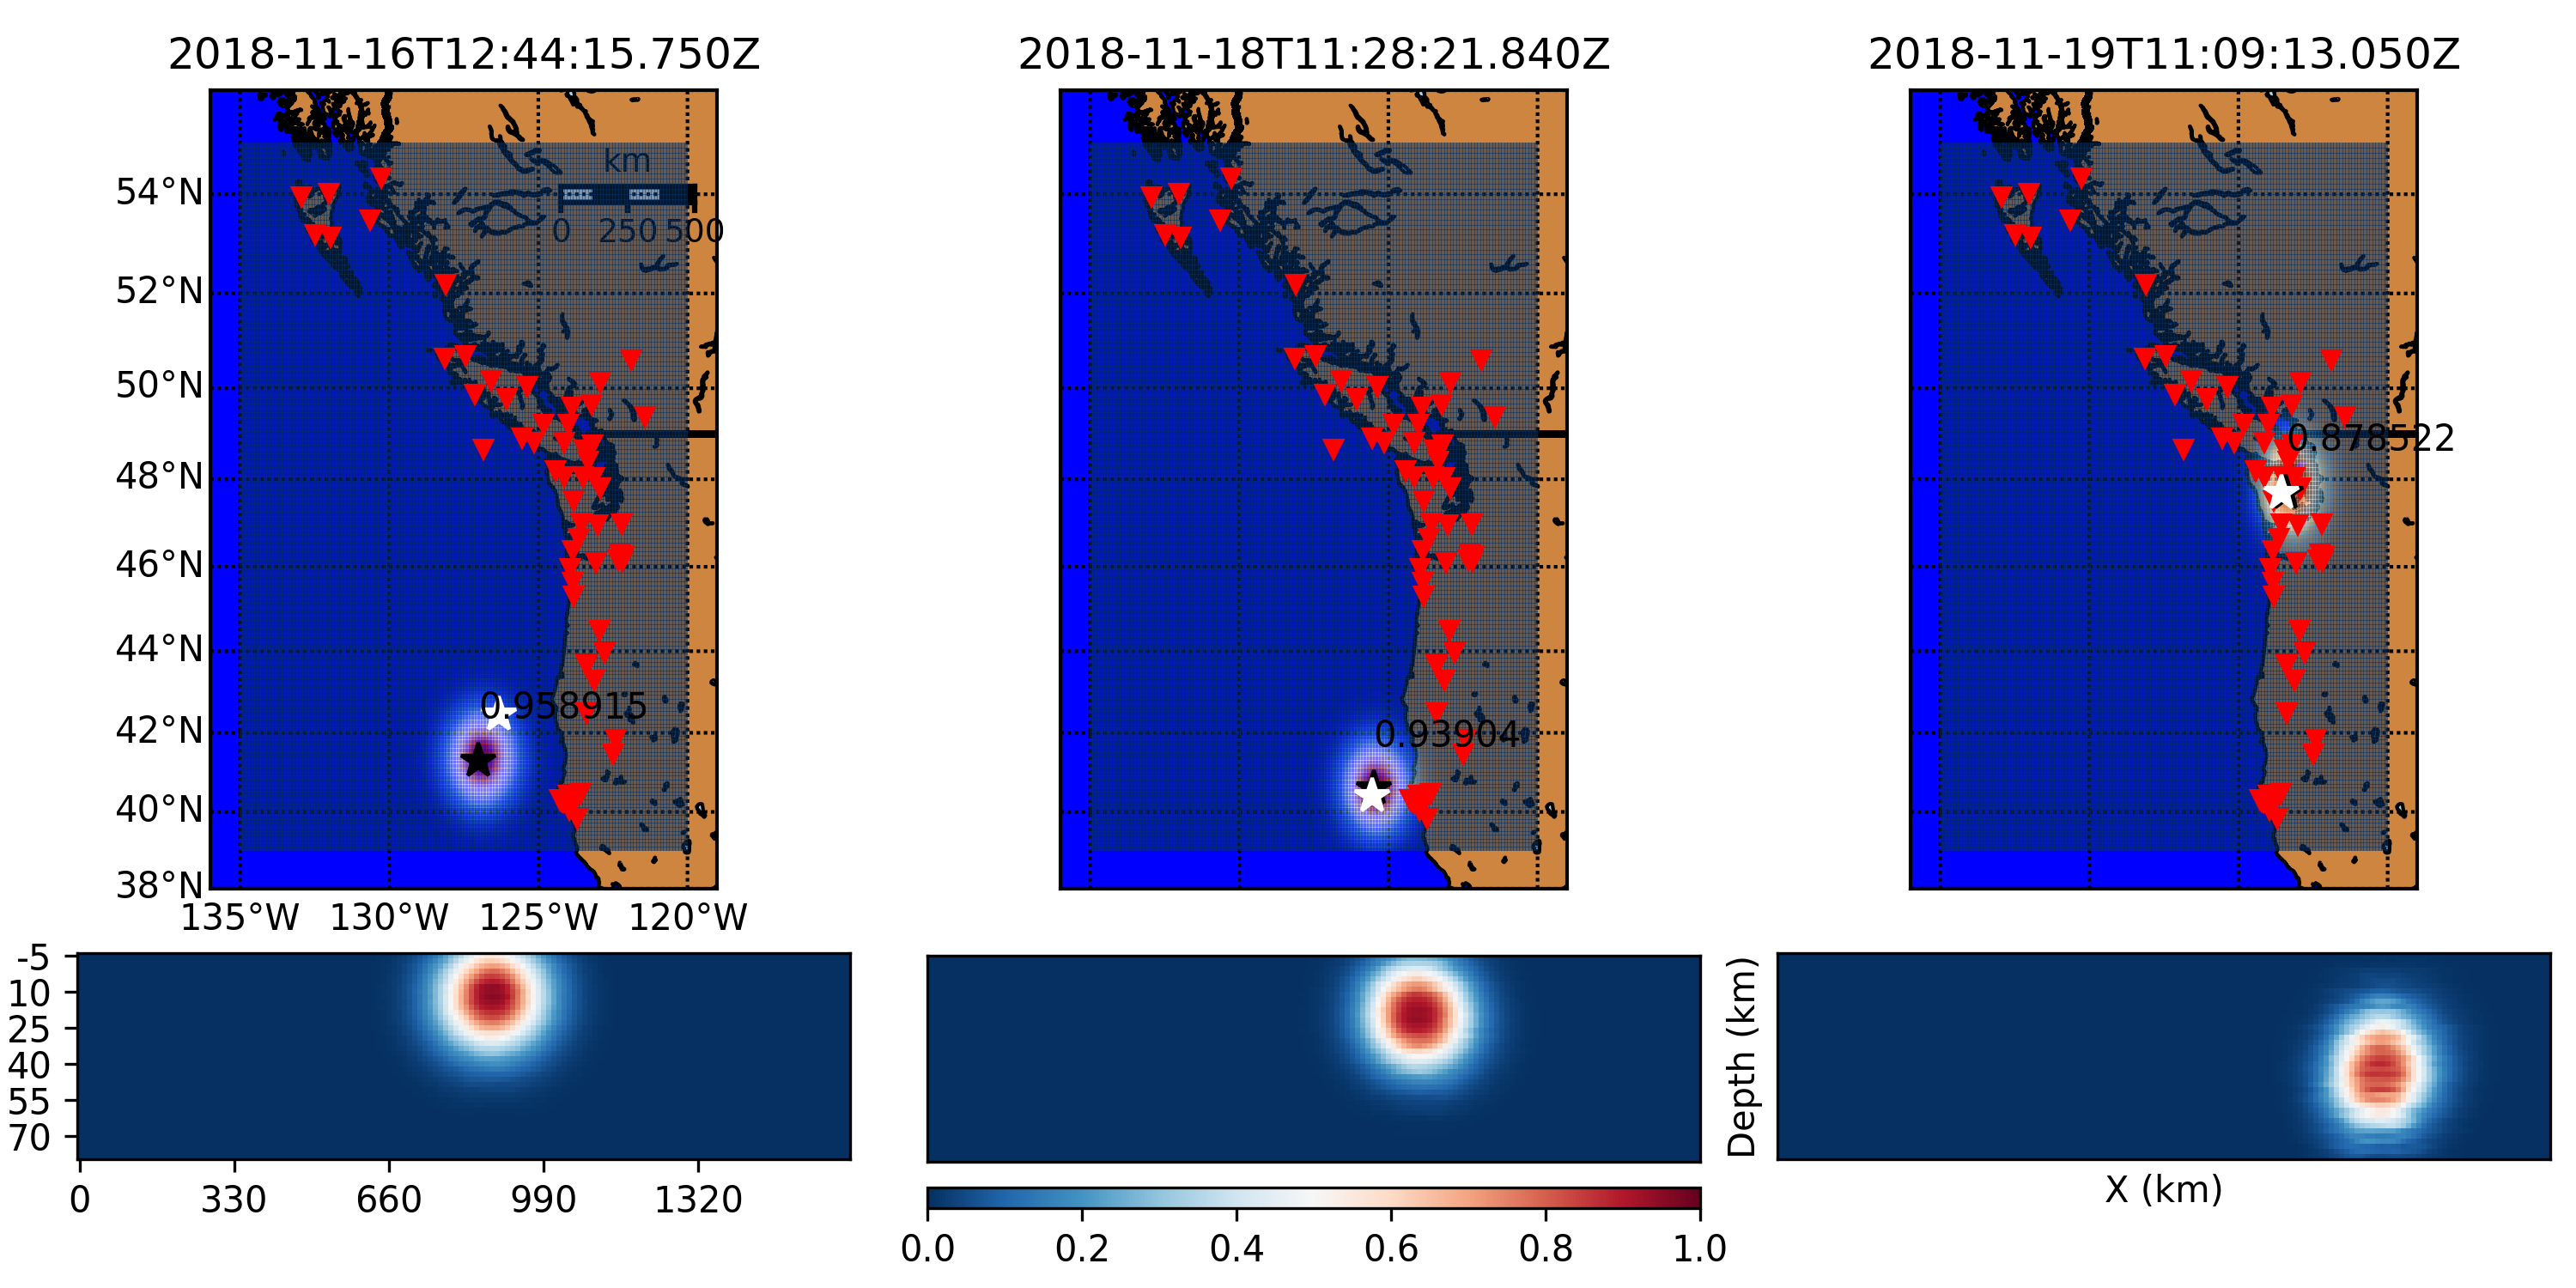 2018-11-16T12:44:15.750Z
2018-11-18T11:28:21.840Z
2018-11-19T11:09:13.050Z
km
0 250 500
54°N
52°N
50°N
48°N
46°N
44°N
42°N
40°N
38°N
135°W 130°W 125°W 120°W
0.958915
0.93904
0.878522
-5
10
25
40
55
70
0 330 660 990 1320
0.0 0.2 0.4 0.6 0.8 1.0
Depth (km)
X (km)